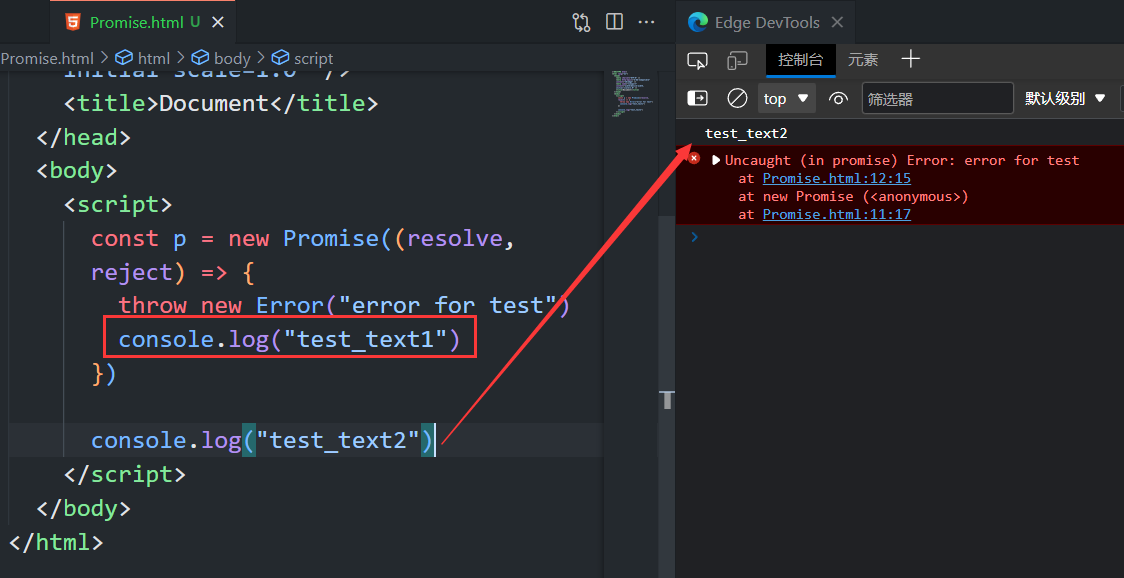 Promise.html U
Edge DevTools
Promise.html > html > body > script
控制台 元素
top 筛选器 默认级别
initial-scale=1.0" />
<title>Document</title>
</head>
<body>
<script>
const p = new Promise((resolve,
reject) => {
throw new Error("error for test")
console.log("test_text1")
})
console.log("test_text2")
</script>
</body>
</html>
test_text2
Uncaught (in promise) Error: error for test
at Promise.html:12:15
at new Promise (<anonymous>)
at Promise.html:11:17